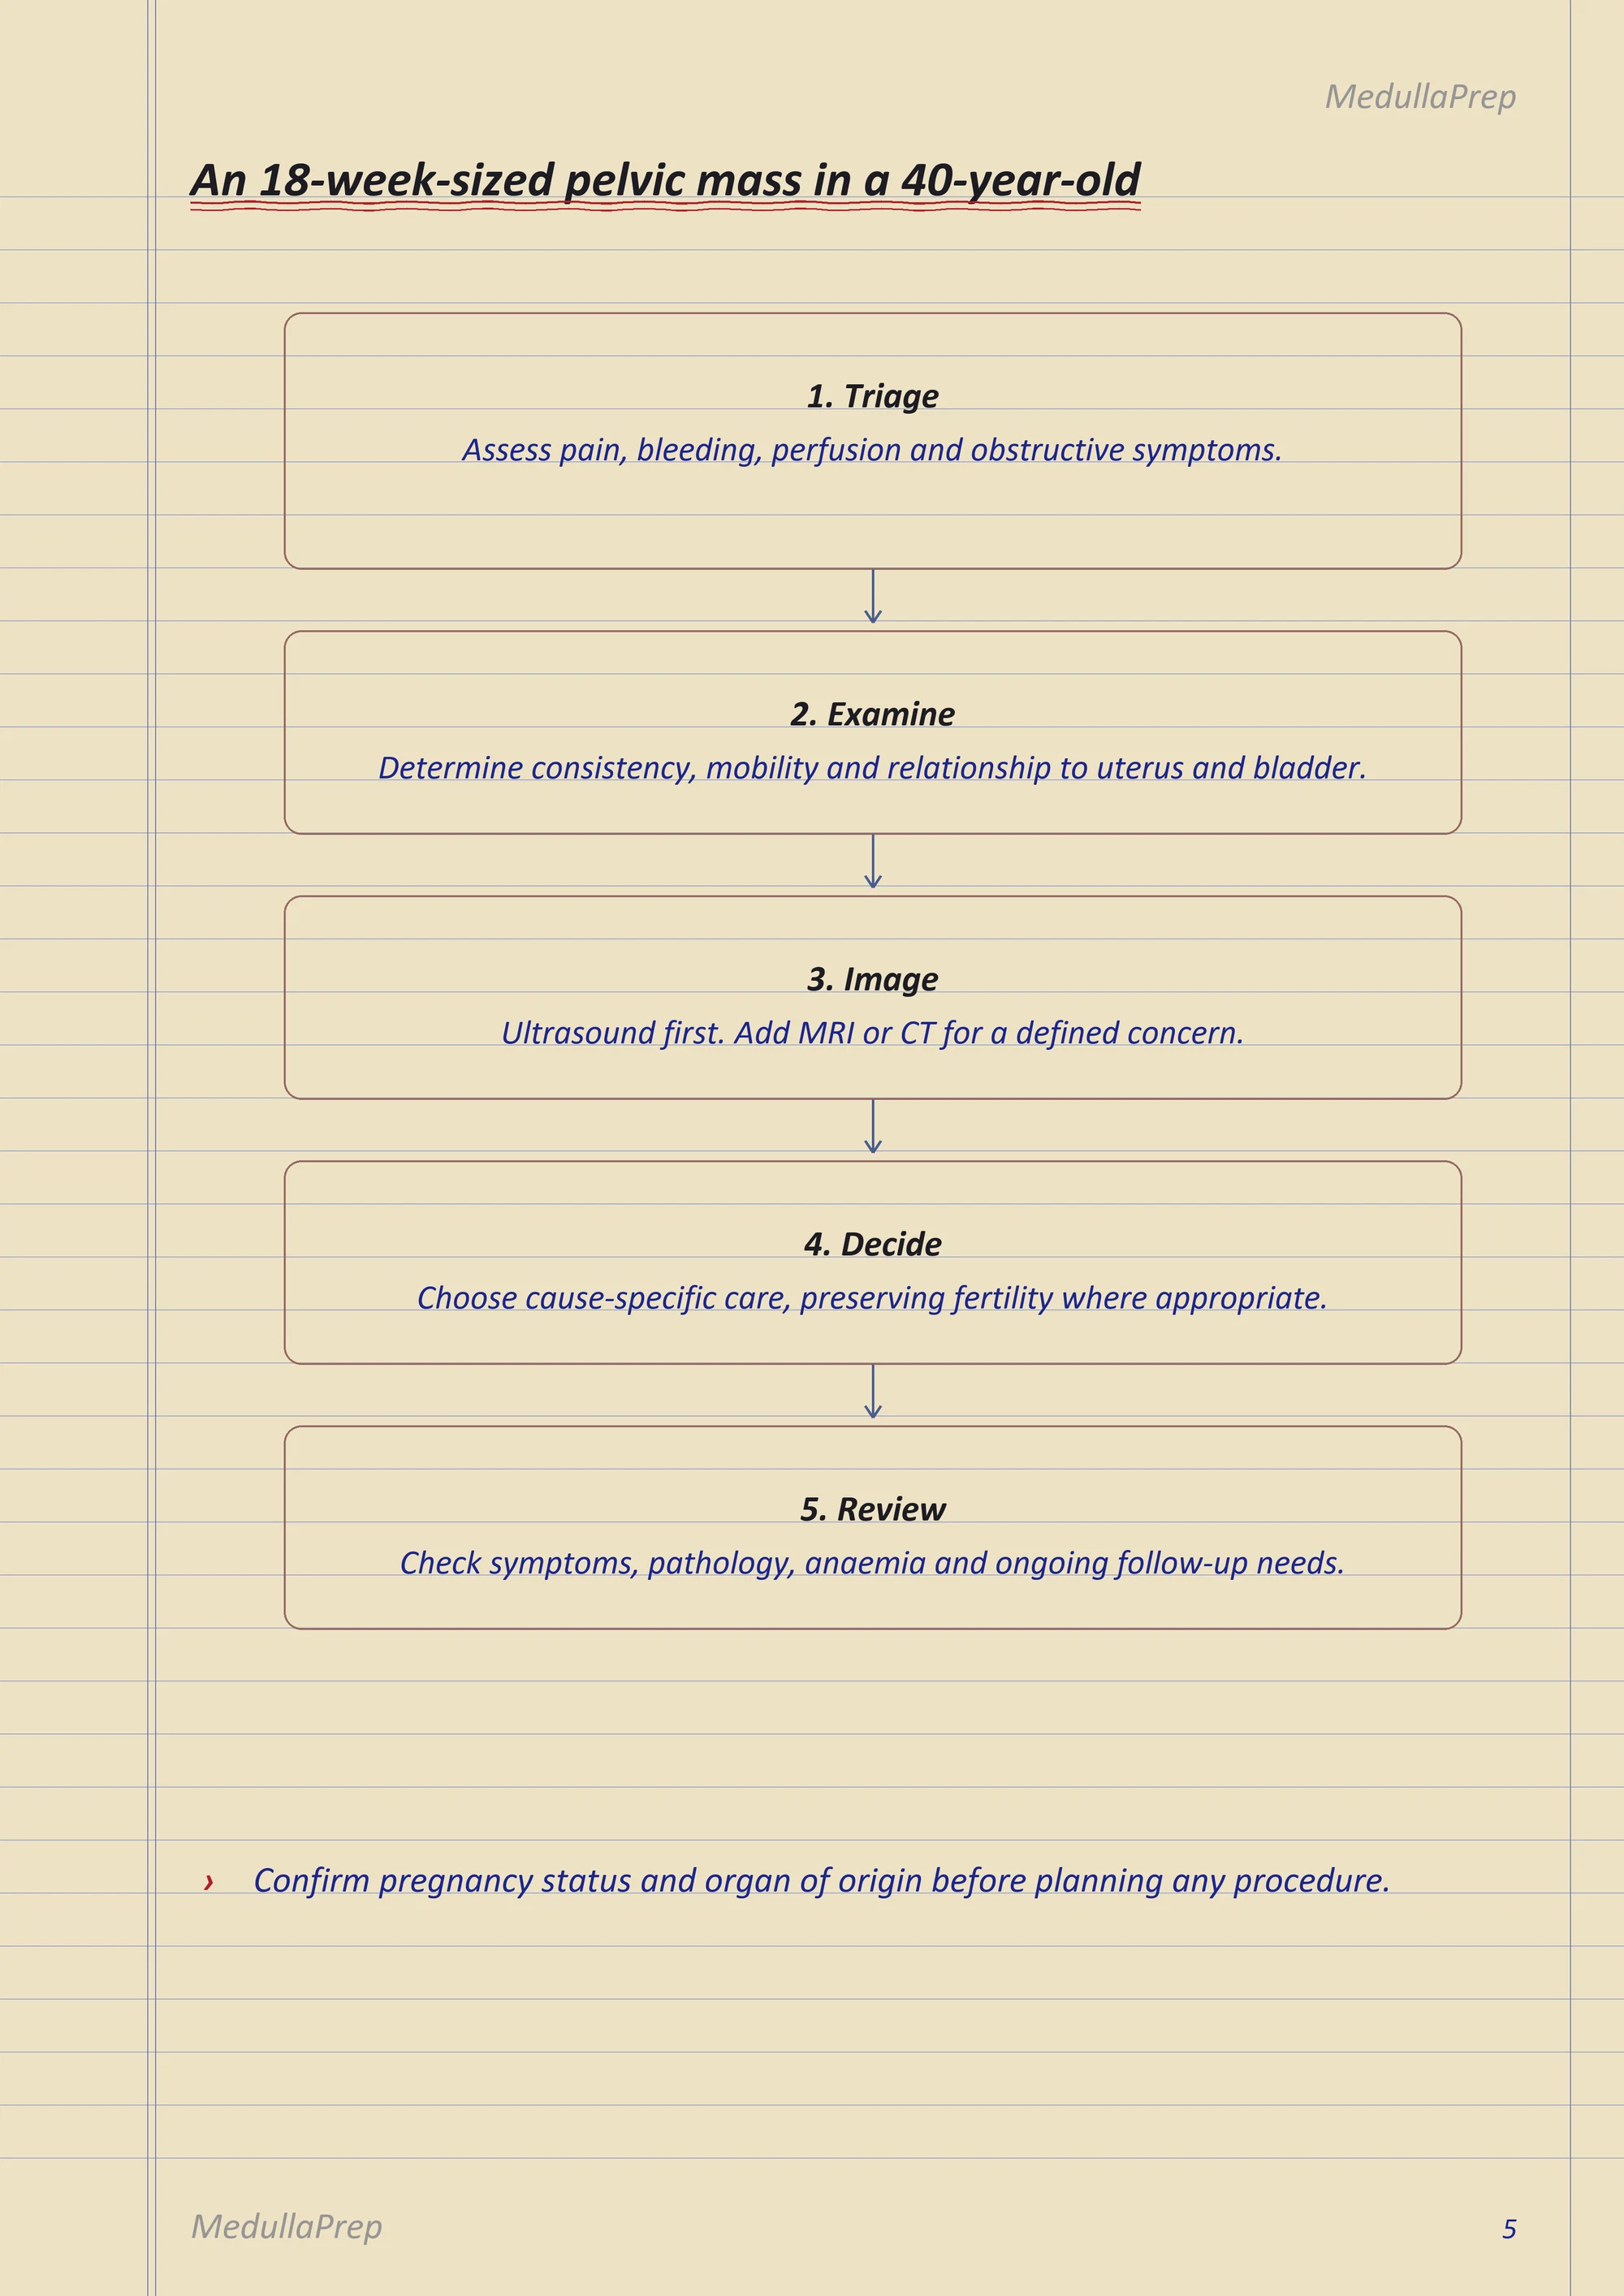 MedullaPrep
An 18-week-sized pelvic mass in a 40-year-old
1. Triage
Assess pain, bleeding, perfusion and obstructive symptoms.
2. Examine
Determine consistency, mobility and relationship to uterus and bladder.
3. Image
Ultrasound first. Add MRI or CT for a defined concern.
4. Decide
Choose cause-specific care, preserving fertility where appropriate.
5. Review
Check symptoms, pathology, anaemia and ongoing follow-up needs.
› Confirm pregnancy status and organ of origin before planning any procedure.
MedullaPrep
5